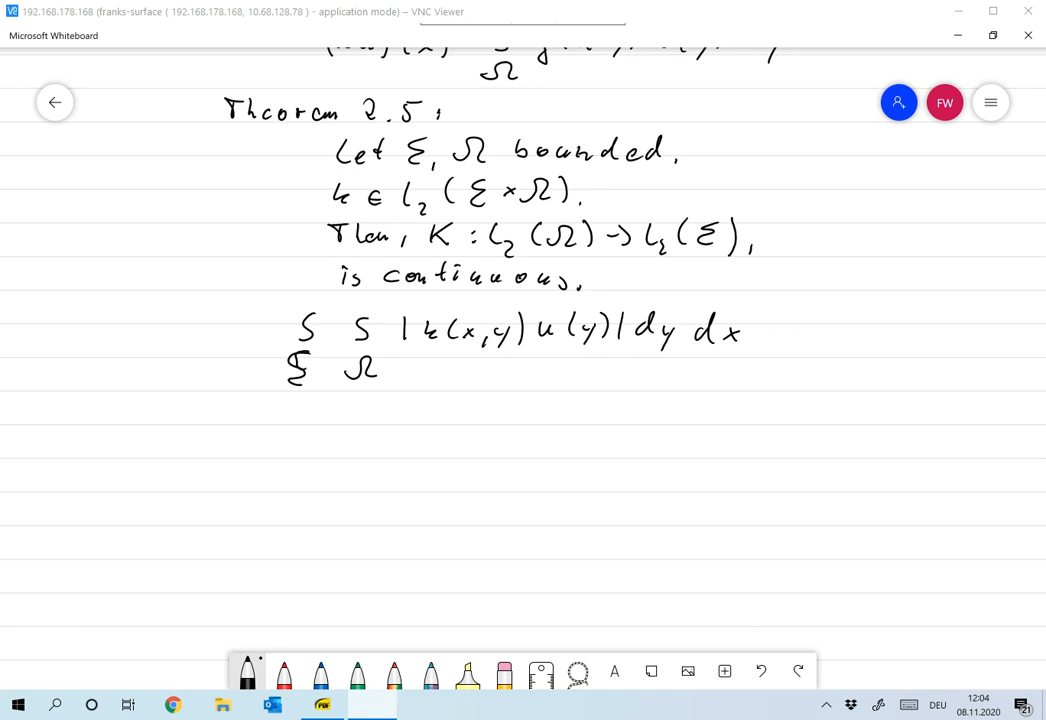 192.168.178.168 (franks-surface ( 192.168.178.168, 10.68.128.78 ) - application mode) – VNC Viewer
Microsoft Whiteboard
Ω
FW
Theorem 2.5:
Let Σ, Ω bounded.
k ∈ L₂ (Σ × Ω).
Then, K : L₂ (Ω) → L₂ (Σ),
is continuous.
∫ ∫ |k(x,y) u(y)| dy dx
Σ Ω
A
DEU
12:04
08.11.2020
21